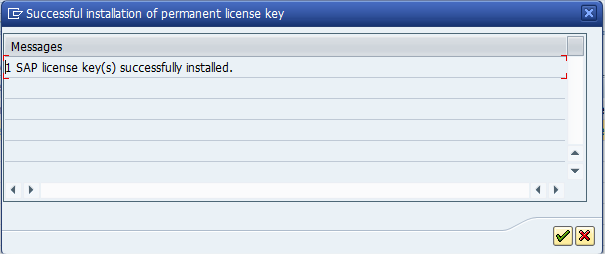 Successful installation of permanent license key
Messages
1 SAP license key(s) successfully installed.